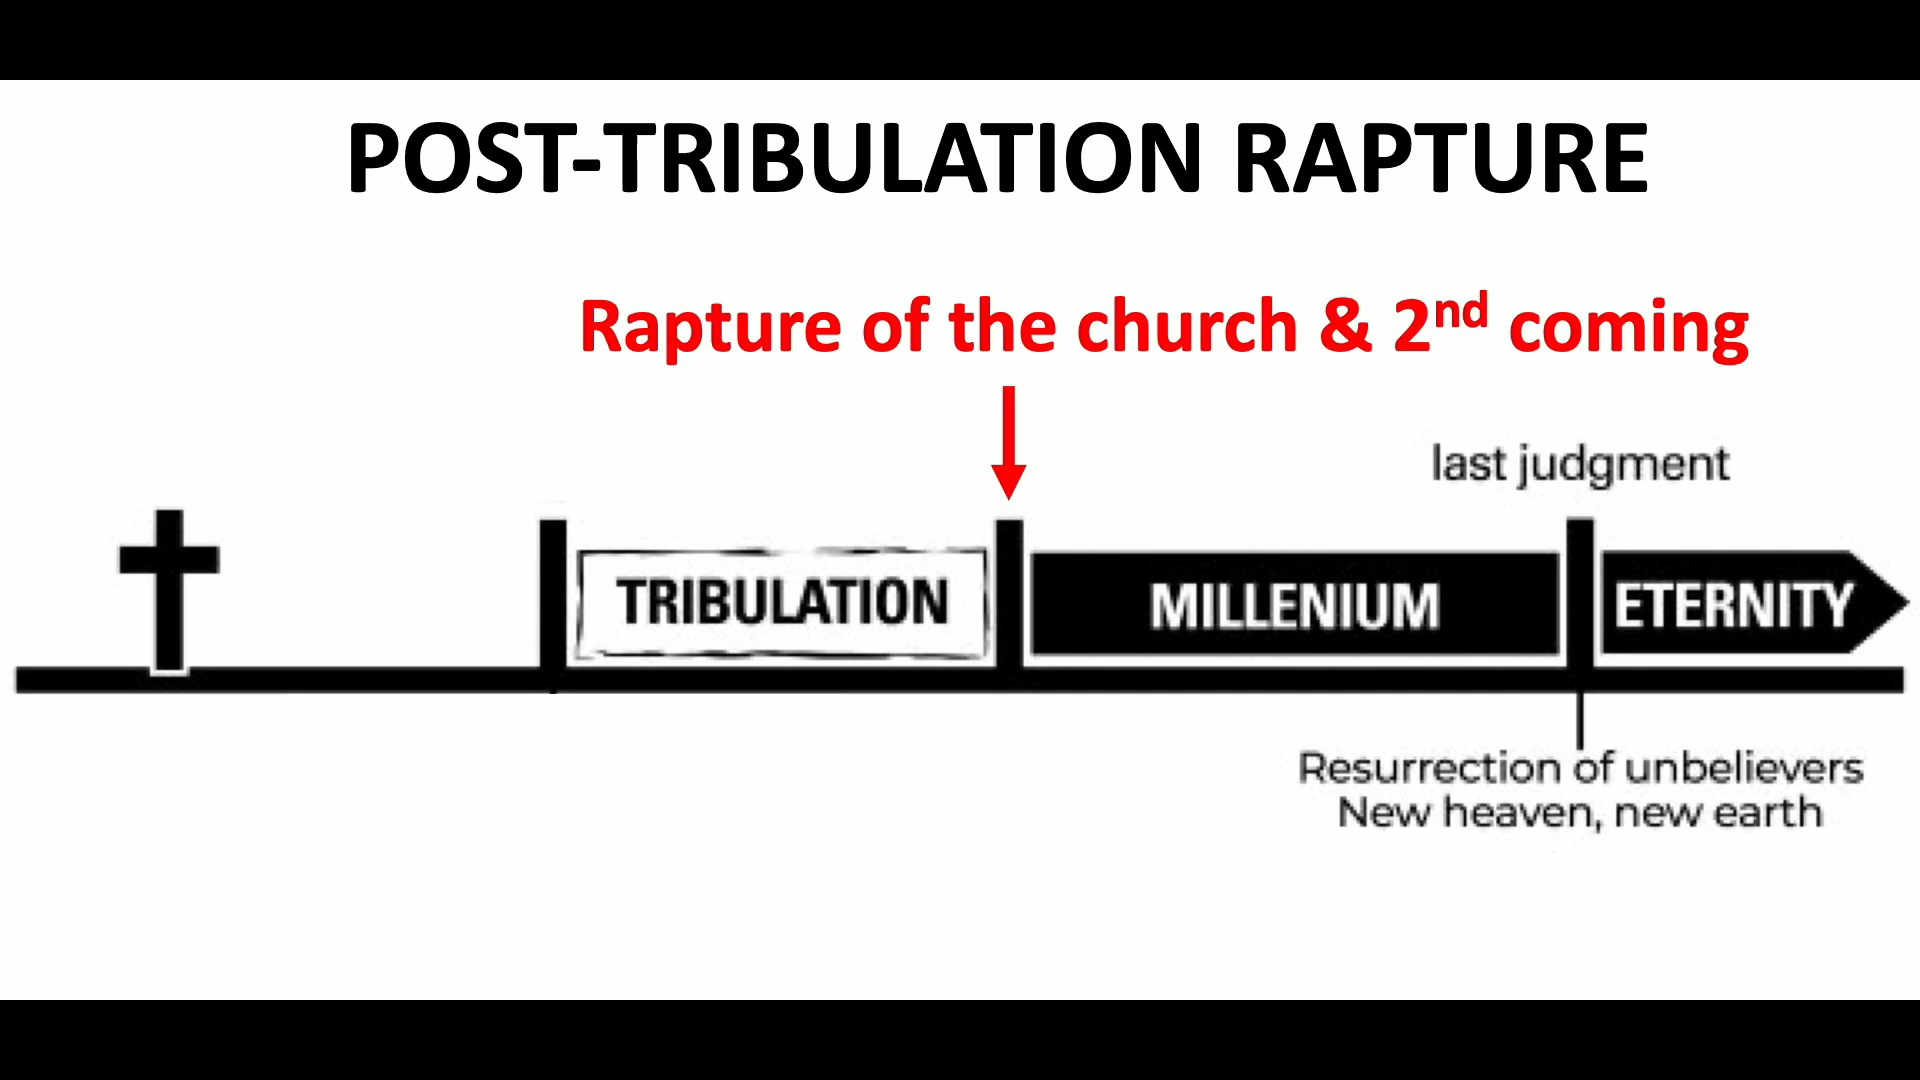 POST-TRIBULATION RAPTURE
Rapture of the church & 2nd coming
last judgment
TRIBULATION
MILLENIUM
ETERNITY
Resurrection of unbelievers
New heaven, new earth